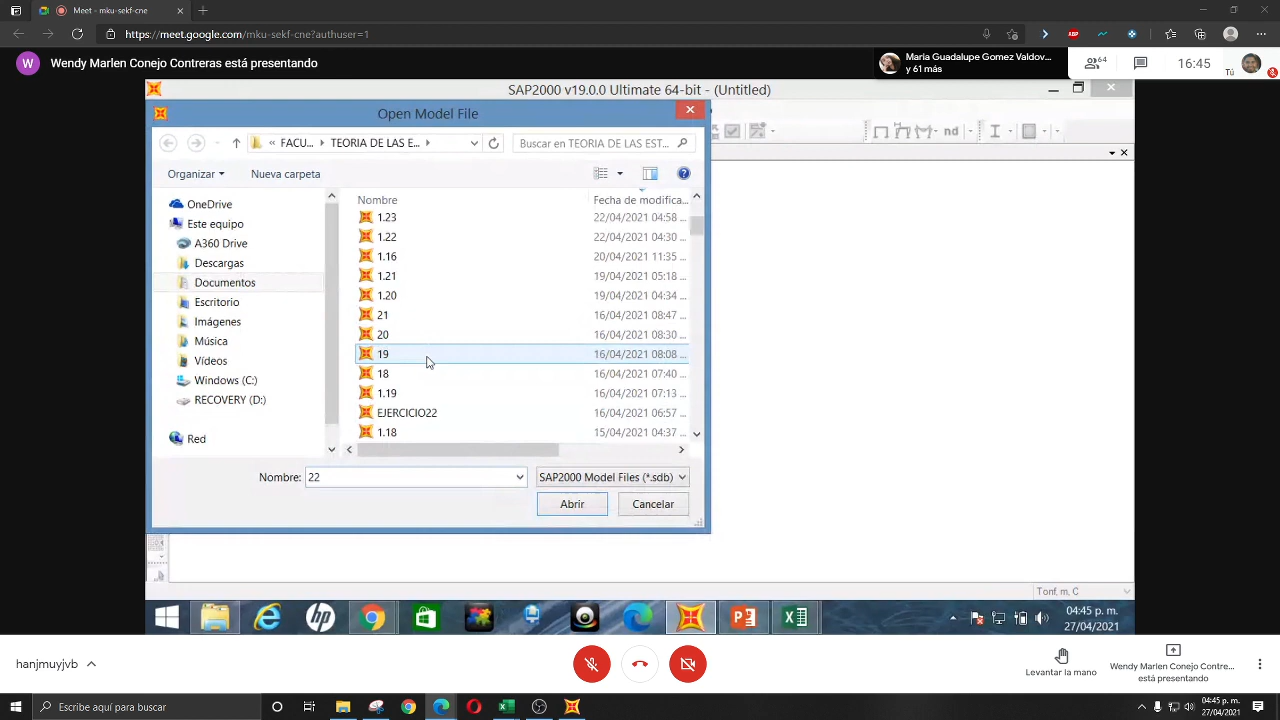 Meet - mku-sekf-cne
https://meet.google.com/mku-sekf-cne?authuser=1
ABP
W
Wendy Marlen Conejo Contreras está presentando
María Guadalupe Gomez Valdov...
y 61 más
64
16:45
Tú
SAP2000 v19.0.0 Ultimate 64-bit - (Untitled)
Open Model File
nd
« FACU... › TEORIA DE LAS E... ›
Buscar en TEORIA DE LAS EST...
Organizar
Nueva carpeta
OneDrive
Este equipo
A360 Drive
Descargas
Documentos
Escritorio
Imágenes
Música
Vídeos
Windows (C:)
RECOVERY (D:)
Red
Nombre
Fecha de modifica...
1.23 22/04/2021 04:58 ...
1.22 22/04/2021 04:30 ...
1.16 20/04/2021 11:35 ...
1.21 19/04/2021 05:18 ...
1.20 19/04/2021 04:34 ...
21 16/04/2021 08:47 ...
20 16/04/2021 08:30 ...
19 16/04/2021 08:08 ...
18 16/04/2021 07:40 ...
1.19 16/04/2021 07:13 ...
EJERCICIO22 16/04/2021 06:57 ...
1.18 15/04/2021 04:37 ...
Nombre: 22
SAP2000 Model Files (*.sdb)
Abrir
Cancelar
Tonf, m, C
hp
04:45 p. m.
27/04/2021
hanjmuyjvb
Levantar la mano
Wendy Marlen Conejo Contre...
está presentando
Escribe aquí para buscar
04:45 p. m.
27/04/2021